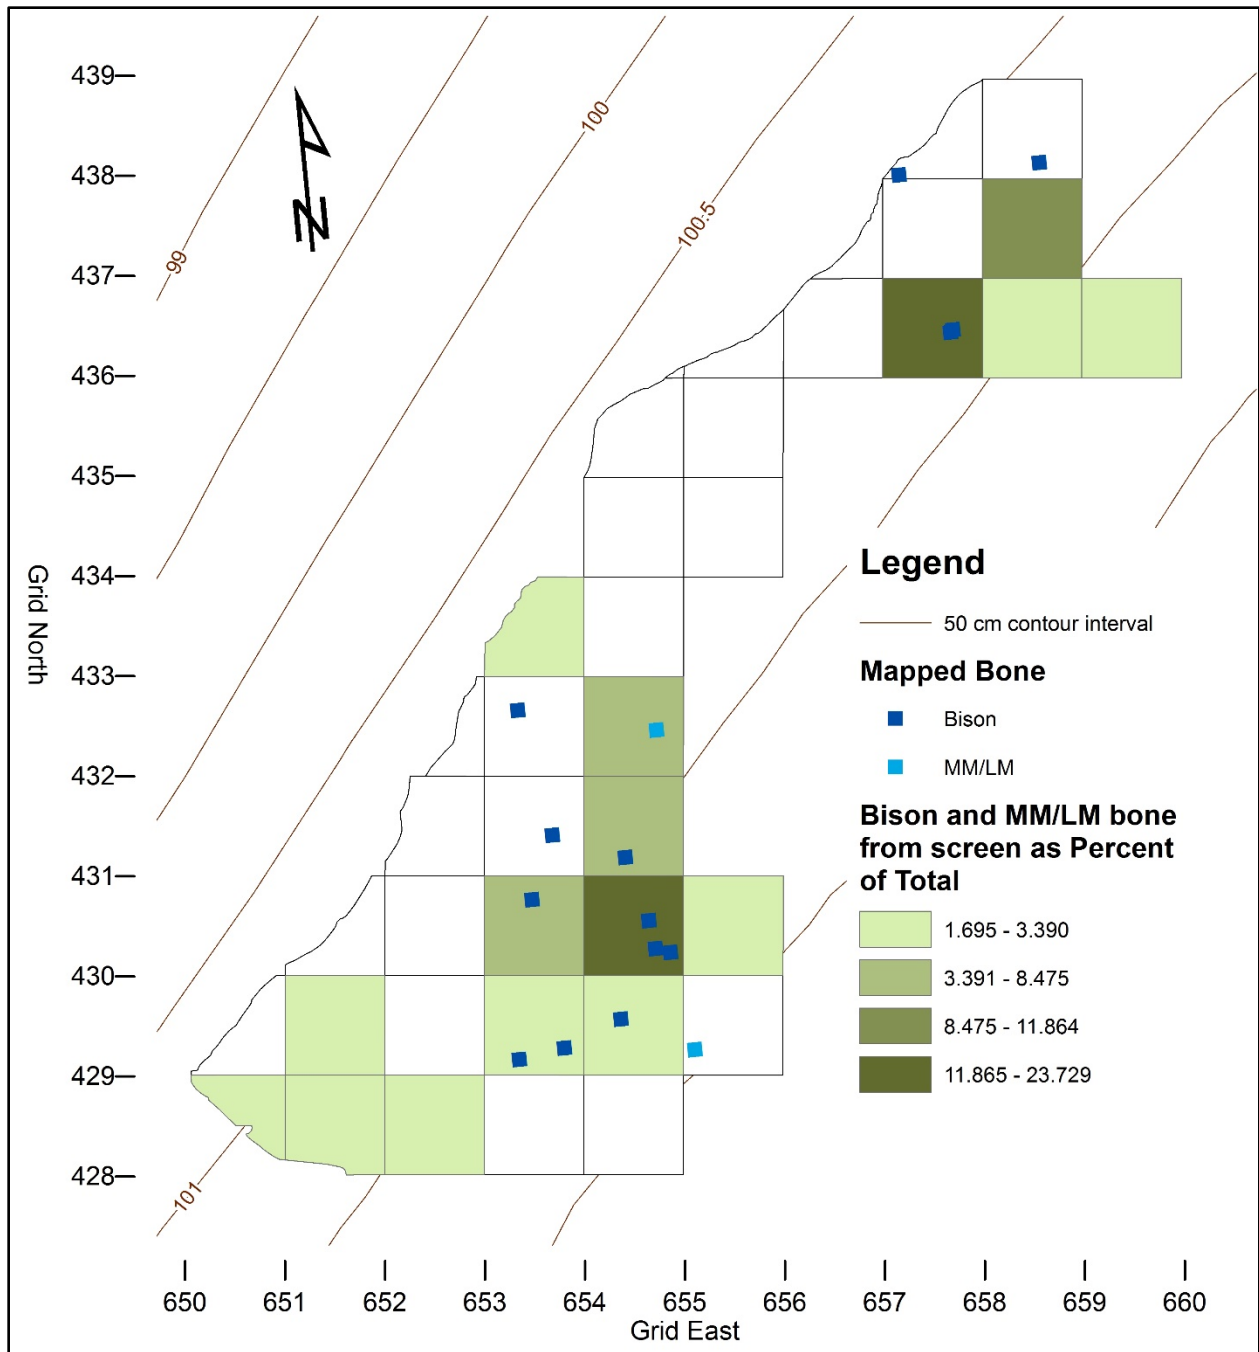 439
438
437
436
435
434
433
432
431
430
429
428
Grid North
N
99
100
100.5
101
Legend
50 cm contour interval
Mapped Bone
Bison
MM/LM
Bison and MM/LM bone
from screen as Percent
of Total
1.695 - 3.390
3.391 - 8.475
8.475 - 11.864
11.865 - 23.729
650 651 652 653 654 655 656 657 658 659 660
Grid East